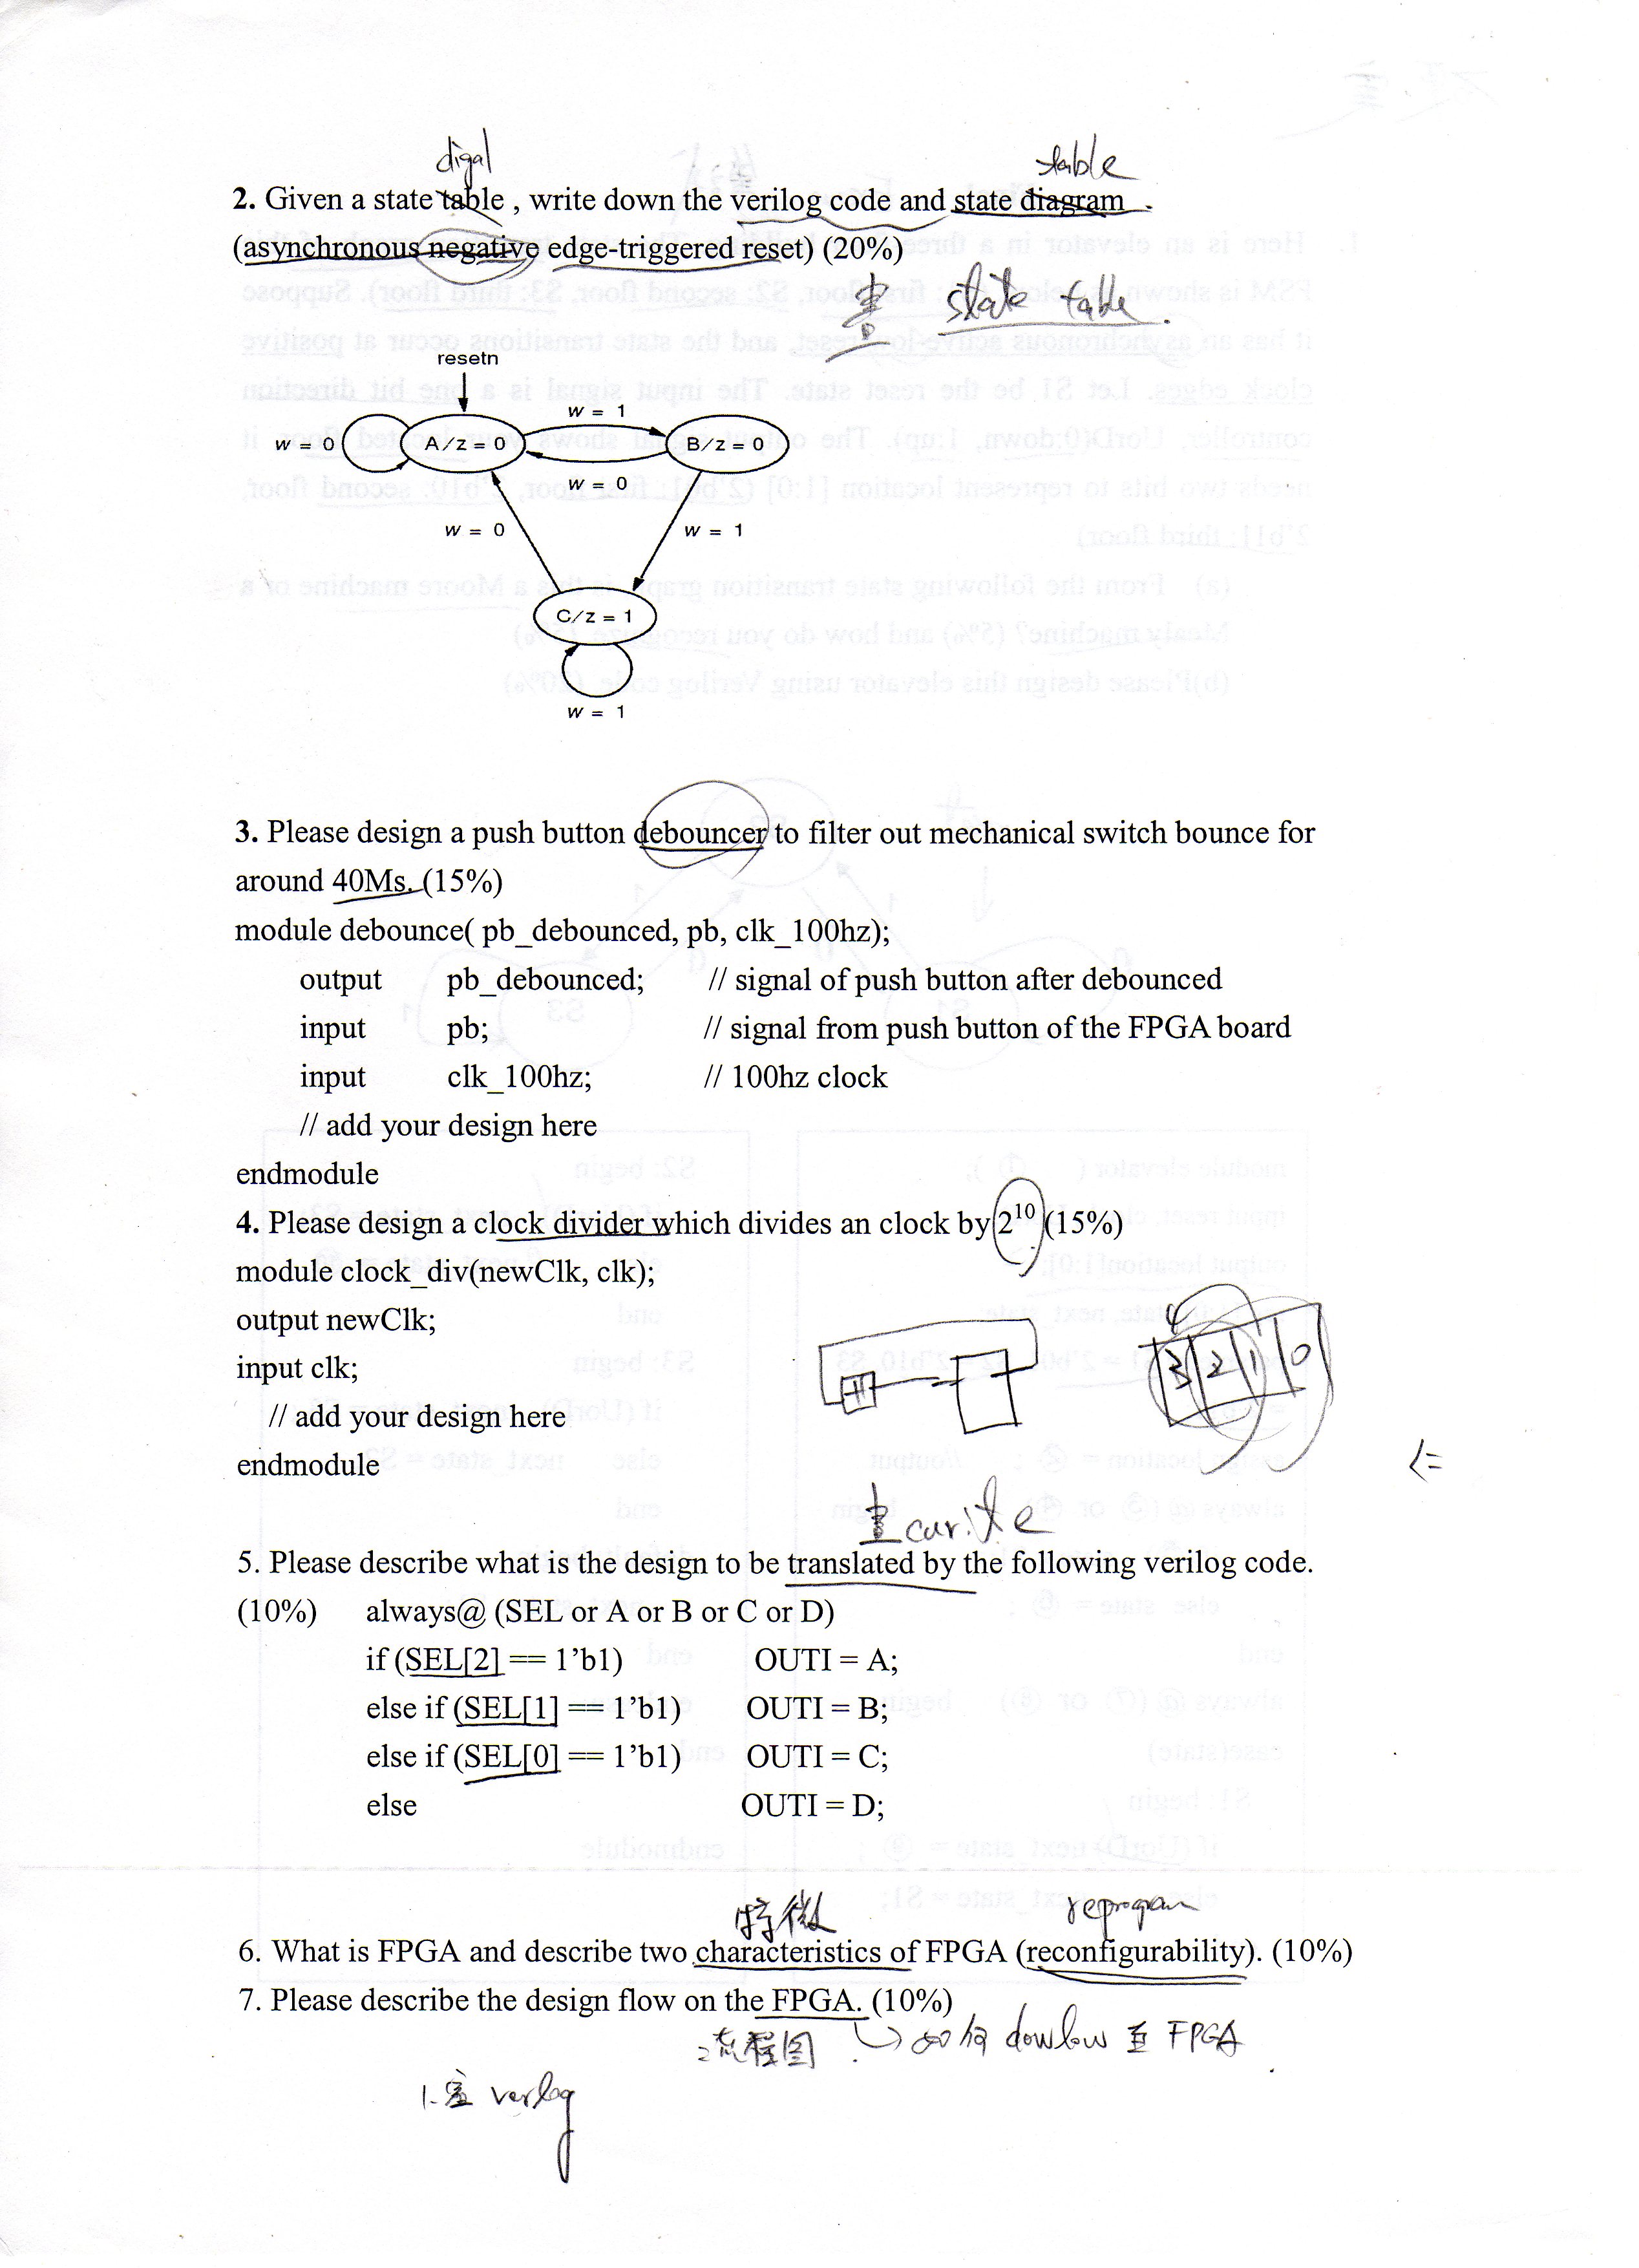 digal
stable
2. Given a state table , write down the verilog code and state diagram .
(asynchronous negative edge-triggered reset) (20%)
畫 state table.
resetn
w = 1
w = 0 A/z = 0 B/z = 0
w = 0
w = 0 w = 1
C/z = 1
w = 1
3. Please design a push button debouncer to filter out mechanical switch bounce for
around 40Ms. (15%)
module debounce( pb_debounced, pb, clk_100hz);
output pb_debounced; // signal of push button after debounced
input pb; // signal from push button of the FPGA board
input clk_100hz; // 100hz clock
// add your design here
endmodule
4. Please design a clock divider which divides an clock by 2¹⁰ (15%)
module clock_div(newClk, clk);
output newClk;
input clk;
4
3 2 1 0
// add your design here
endmodule
<=
畫
5. Please describe what is the design to be translated by the following verilog code.
(10%) always@ (SEL or A or B or C or D)
if (SEL[2] == 1’b1) OUTI = A;
else if (SEL[1] == 1’b1) OUTI = B;
else if (SEL[0] == 1’b1) OUTI = C;
else OUTI = D;
特徵 reprogram
6. What is FPGA and describe two characteristics of FPGA (reconfigurability). (10%)
7. Please describe the design flow on the FPGA. (10%)
流程图 如何 dowlow 至 FPGA
1. verlog